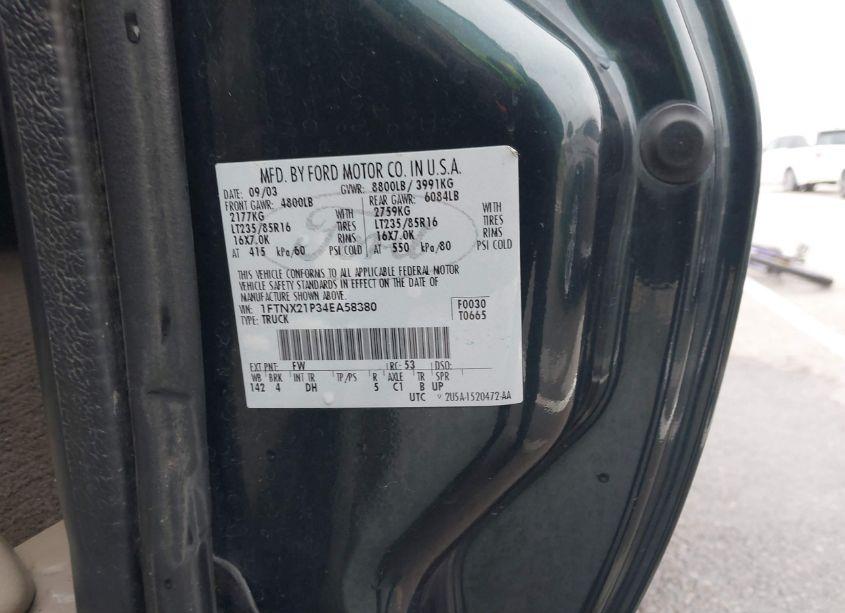 MFD. BY FORD MOTOR CO. IN U.S.A.
DATE: 09/03 GVWR: 8800LB/ 3991KG
FRONT GAWR: 4800LB REAR GAWR: 6084LB
2177KG WITH 2759KG WITH
LT235/85R16 TIRES LT235/85R16 TIRES
16X7.0K RIMS 16X7.0K RIMS
AT 415 kPa/60 PSI COLD AT 550 kPa/80 PSI COLD
THIS VEHICLE CONFORMS TO ALL APPLICABLE FEDERAL MOTOR
VEHICLE SAFETY STANDARDS IN EFFECT ON THE DATE OF
MANUFACTURE SHOWN ABOVE.
VIN: 1FTNX21P34EA58380 F0030
TYPE: TRUCK T0665
EXT PNT: FW RC: 53 DSO:
WB BRK INT TR TP/PS R AXLE TR SPR
142 4 DH 5 C1 B UP
UTC 2U5A-1520472-AA
Ford